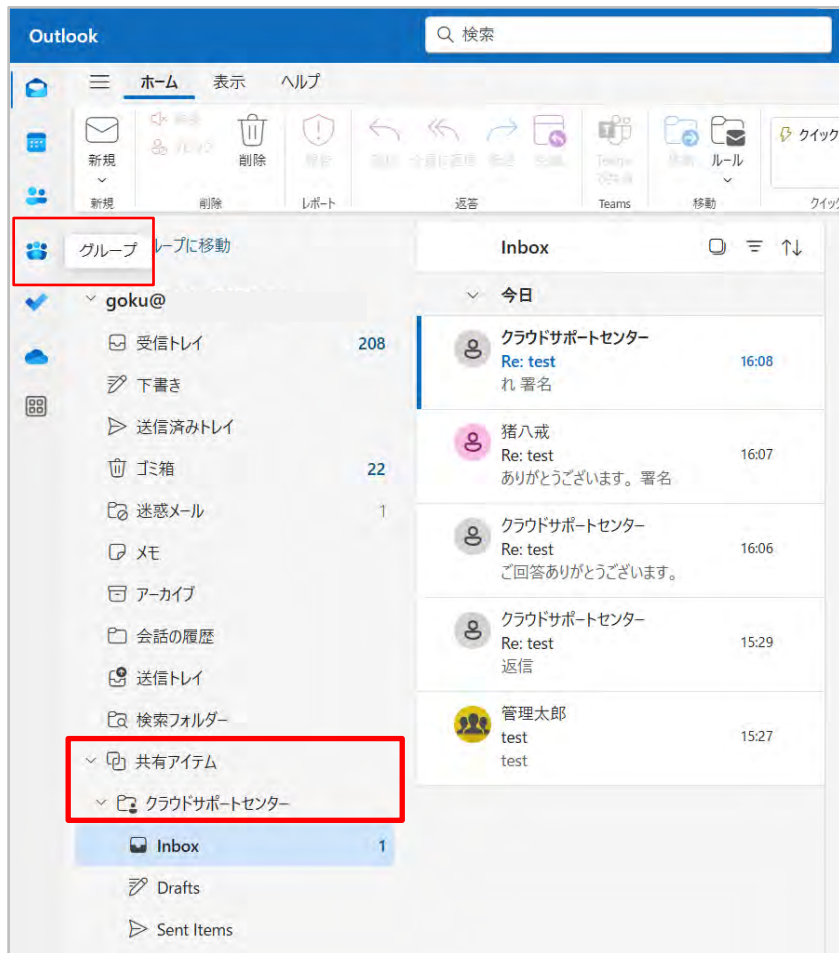 Outlook
検索
ホーム 表示 ヘルプ
新規
削除
Teams
ルール
クイック
新規 削除 レポート 返答 Teams 移動 クイッ
グループ ループに移動
goku@
受信トレイ 208
下書き
送信済みトレイ
ゴミ箱 22
迷惑メール 1
メモ
アーカイブ
会話の履歴
送信トレイ
検索フォルダー
共有アイテム
クラウドサポートセンター
Inbox 1
Drafts
Sent Items
Inbox
今日
クラウドサポートセンター
Re: test 16:08
れ 署名
猪八戒
Re: test 16:07
ありがとうございます。署名
クラウドサポートセンター
Re: test 16:06
ご回答ありがとうございます。
クラウドサポートセンター
Re: test 15:29
返信
管理太郎
test 15:27
test